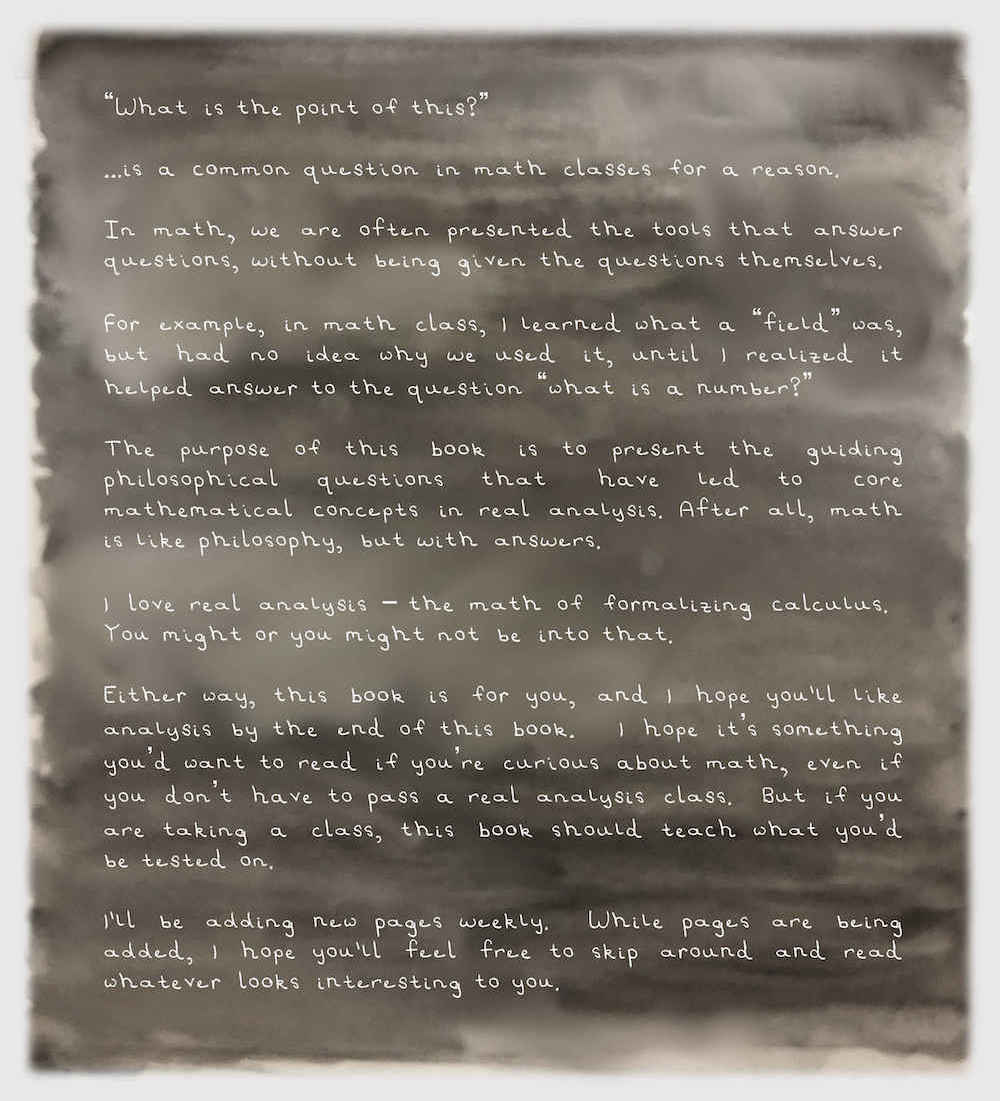 “What is the point of this?”
...is a common question in math classes for a reason.
In math, we are often presented the tools that answer
questions, without being given the questions themselves.
For example, in math class, I learned what a “field” was,
but had no idea why we used it, until I realized it
helped answer to the question “what is a number?”
The purpose of this book is to present the guiding
philosophical questions that have led to core
mathematical concepts in real analysis. After all, math
is like philosophy, but with answers.
I love real analysis – the math of formalizing calculus.
You might or you might not be into that.
Either way, this book is for you, and I hope you'll like
analysis by the end of this book. I hope it’s something
you’d want to read if you’re curious about math, even if
you don’t have to pass a real analysis class. But if you
are taking a class, this book should teach what you’d
be tested on.
I'll be adding new pages weekly. While pages are being
added, I hope you'll feel free to skip around and read
whatever looks interesting to you.